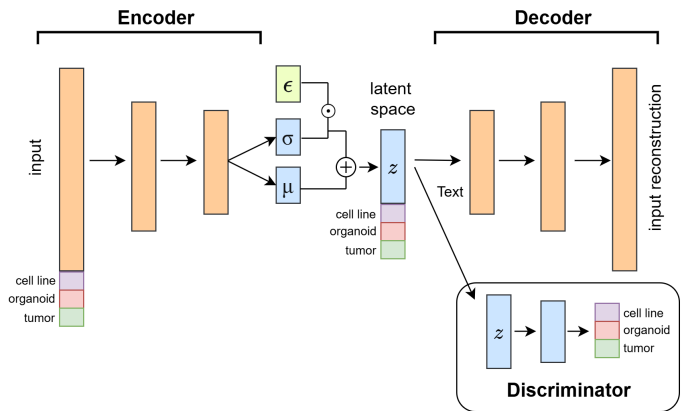 Encoder
Decoder
input
cell line
organoid
tumor
ϵ
σ
μ
latent
space
z
cell line
organoid
tumor
Text
input reconstruction
z
cell line
organoid
tumor
Discriminator